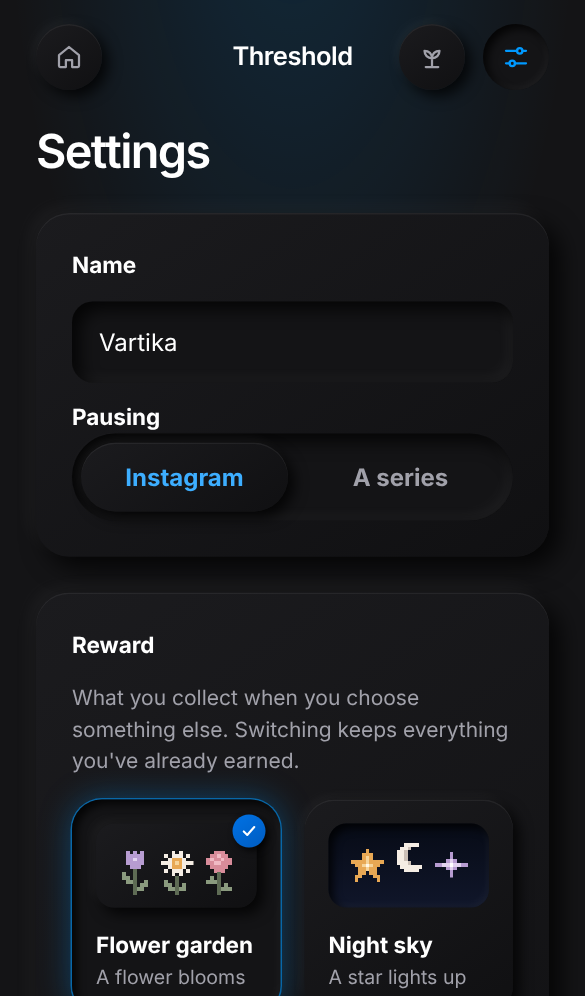 Threshold
Settings
Name
Vartika
Pausing
Instagram
A series
Reward
What you collect when you choose
something else. Switching keeps everything
you've already earned.
Flower garden
Night sky
A flower blooms
A star lights up